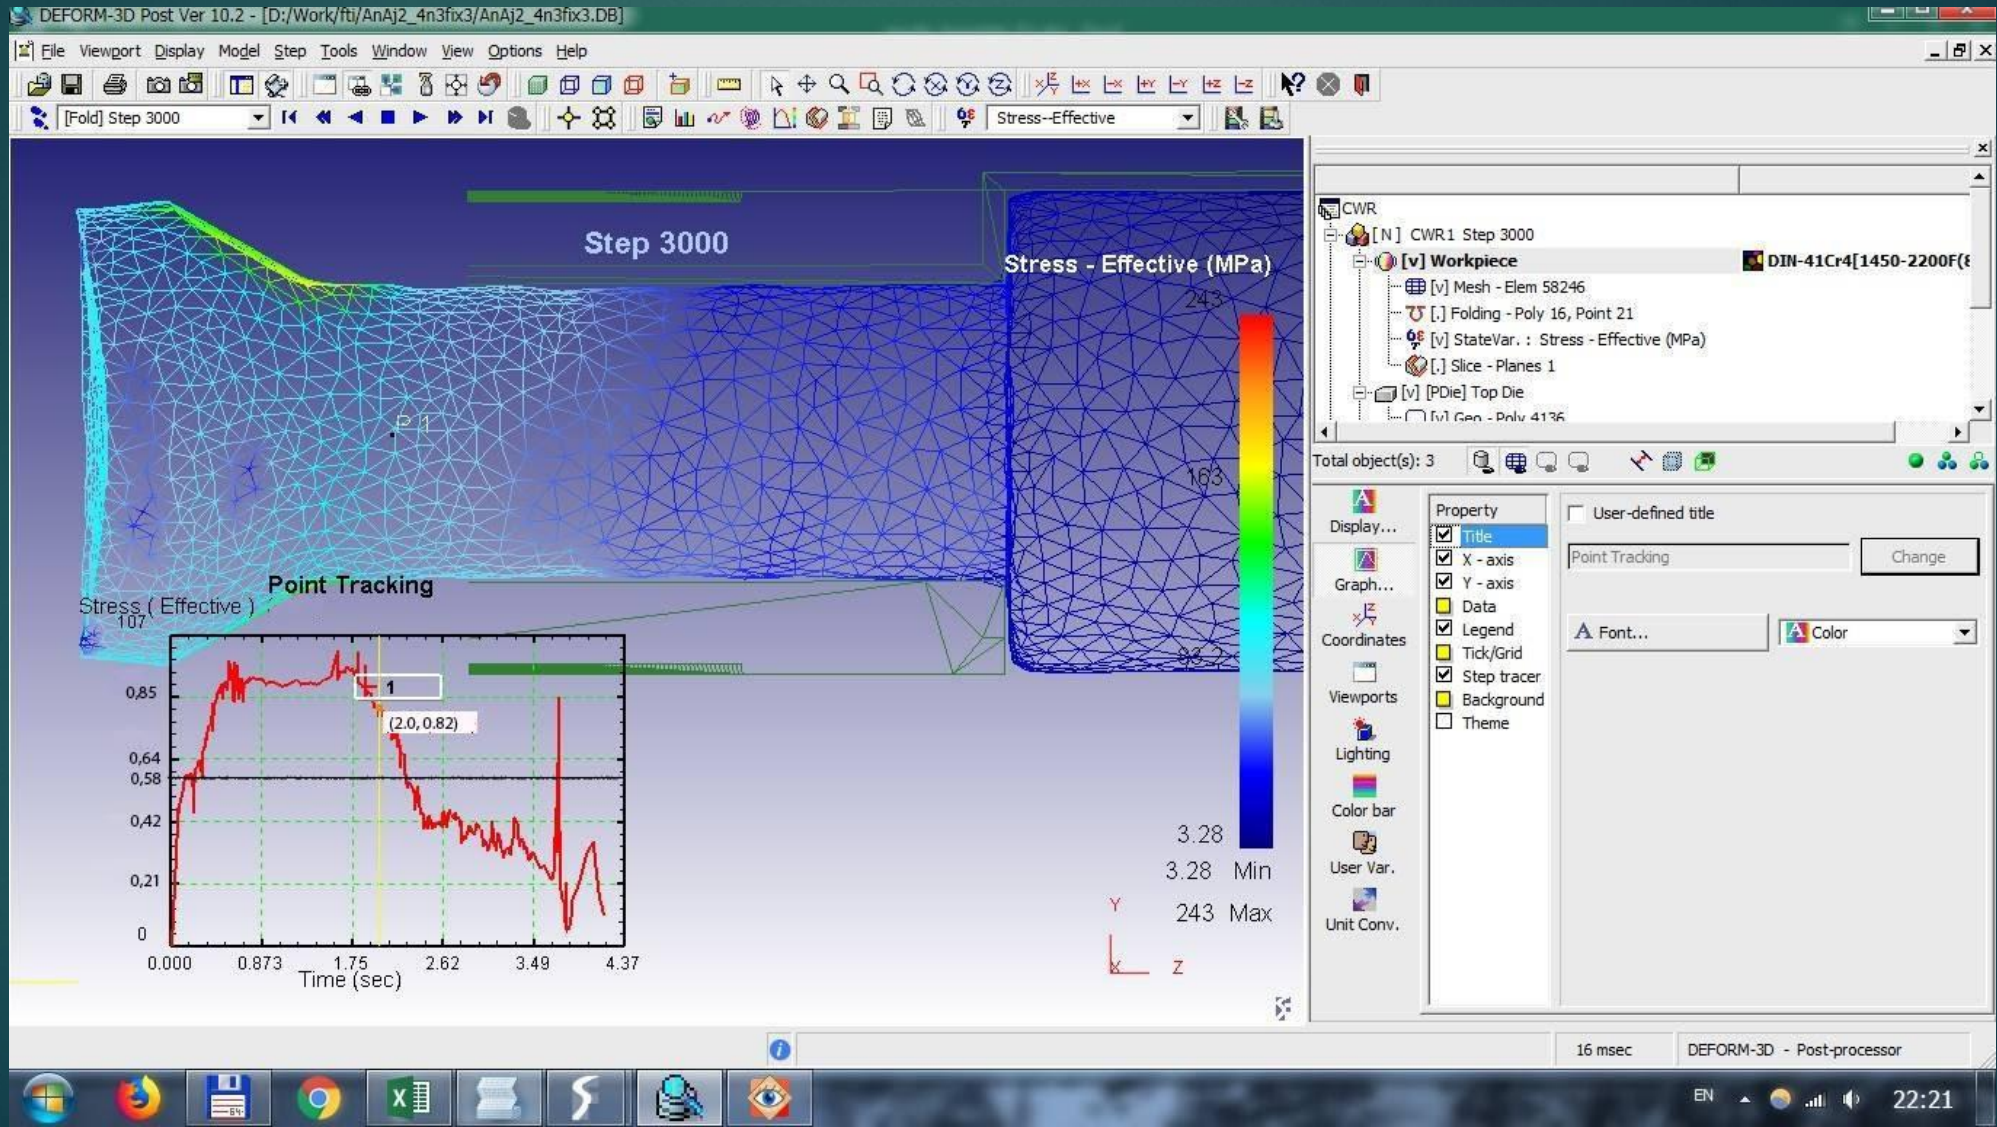 DEFORM-3D Post Ver 10.2 - [D:/Work/fti/AnAj2_4n3fix3/AnAj2_4n3fix3.DB]
File Viewport Display Model Step Tools Window View Options Help
[Fold] Step 3000
Stress--Effective
Step 3000
Stress - Effective (MPa)
243
163
83.2
3.28
3.28 Min
243 Max
P 1
Point Tracking
Stress ( Effective )
107
0,85
0,64
0,58
0,42
0,21
0
1
(2.0, 0.82)
0.000 0.873 1.75 2.62 3.49 4.37
Time (sec)
Y
X Z
CWR
[N] CWR1 Step 3000
[v] Workpiece DIN-41Cr4[1450-2200F(8
[v] Mesh - Elem 58246
[.] Folding - Poly 16, Point 21
[v] StateVar. : Stress - Effective (MPa)
[.] Slice - Planes 1
[v] [PDie] Top Die
[v] Geo - Poly 4136
Total object(s): 3
Display...
Graph...
Coordinates
Viewports
Lighting
Color bar
User Var.
Unit Conv.
Property
Title
X - axis
Y - axis
Data
Legend
Tick/Grid
Step tracer
Background
Theme
User-defined title
Point Tracking Change
A Font... Color
16 msec DEFORM-3D - Post-processor
EN 22:21